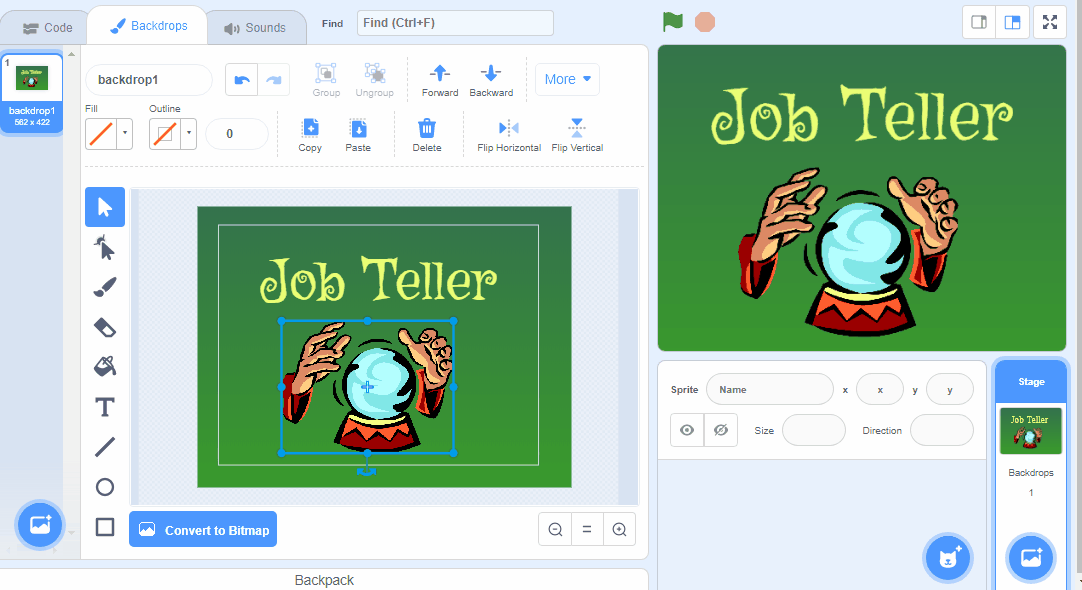 Code
Backdrops
Sounds
Find
Find (Ctrl+F)
1
Job Teller
backdrop1
562 x 422
backdrop1
Group
Ungroup
Forward
Backward
More
Fill
Outline
0
Copy
Paste
Delete
Flip Horizontal
Flip Vertical
Job Teller
Convert to Bitmap
=
Backpack
Job Teller
Sprite
Name
x
x
y
y
Size
Direction
Stage
Job Teller
Backdrops
1